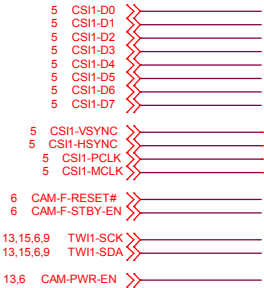 5 CSI1-D0
5 CSI1-D1
5 CSI1-D2
5 CSI1-D3
5 CSI1-D4
5 CSI1-D5
5 CSI1-D6
5 CSI1-D7
5 CSI1-VSYNC
5 CSI1-HSYNC
5 CSI1-PCLK
5 CSI1-MCLK
6 CAM-F-RESET#
6 CAM-F-STBY-EN
13,15,6,9 TWI1-SCK
13,15,6,9 TWI1-SDA
13,6 CAM-PWR-EN